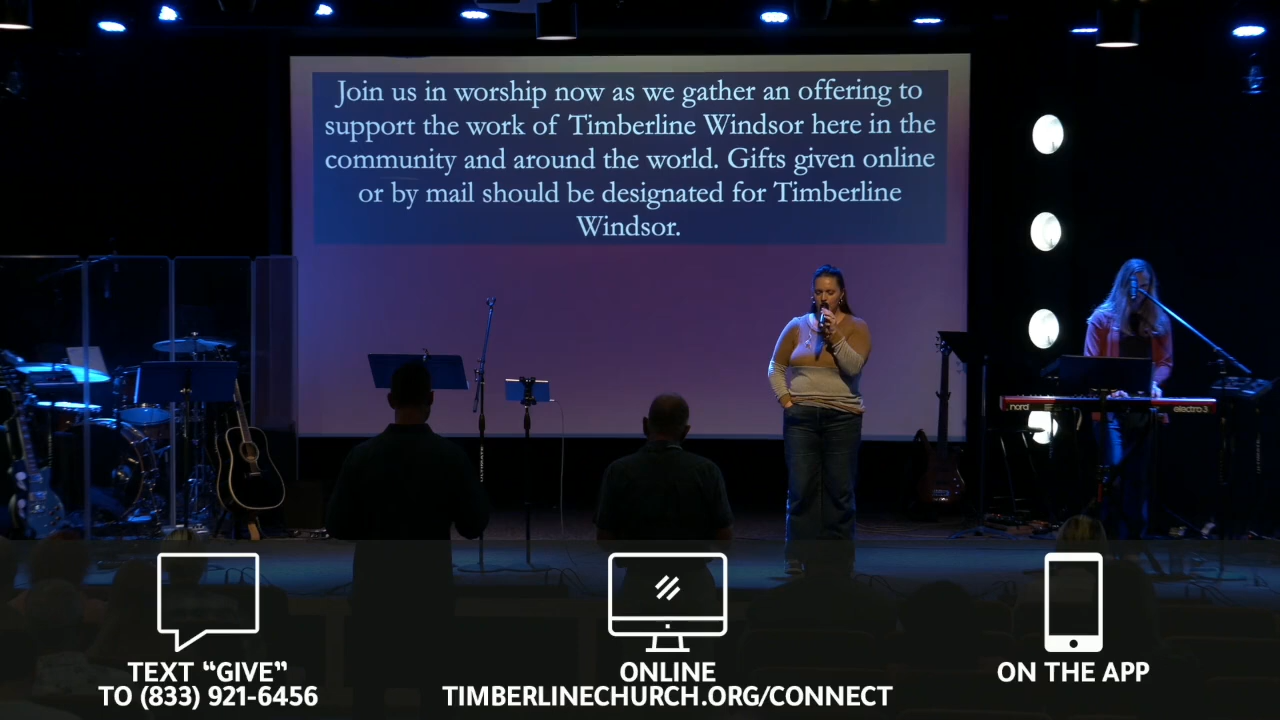 Join us in worship now as we gather an offering to
support the work of Timberline Windsor here in the
community and around the world. Gifts given online
or by mail should be designated for Timberline
Windsor.
nord
electro 3
TEXT “GIVE”
TO (833) 921-6456
ONLINE
TIMBERLINECHURCH.ORG/CONNECT
ON THE APP